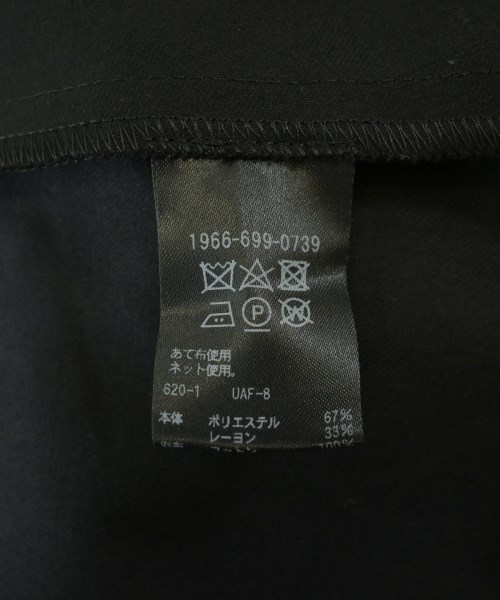 1966-699-0739
P W
あて布使用
ネット使用。
620-1 UAF-8
本体 ポリエステル 67%
レーヨン 33%
100%